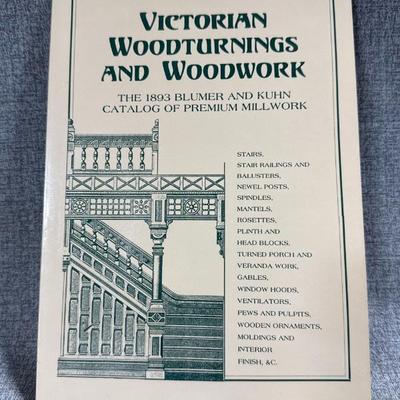 VICTORIAN
WOODTURNINGS
AND WOODWORK
THE 1893 BLUMER AND KUHN
CATALOG OF PREMIUM MILLWORK
STAIRS,
STAIR RAILINGS AND
BALUSTERS,
NEWEL POSTS,
SPINDLES,
MANTELS,
ROSETTES,
PLINTH AND
HEAD BLOCKS,
TURNED PORCH AND
VERANDA WORK,
GABLES,
WINDOW HOODS,
VENTILATORS,
PEWS AND PULPITS,
WOODEN ORNAMENTS,
MOLDINGS AND
INTERIOR
FINISH, &C.